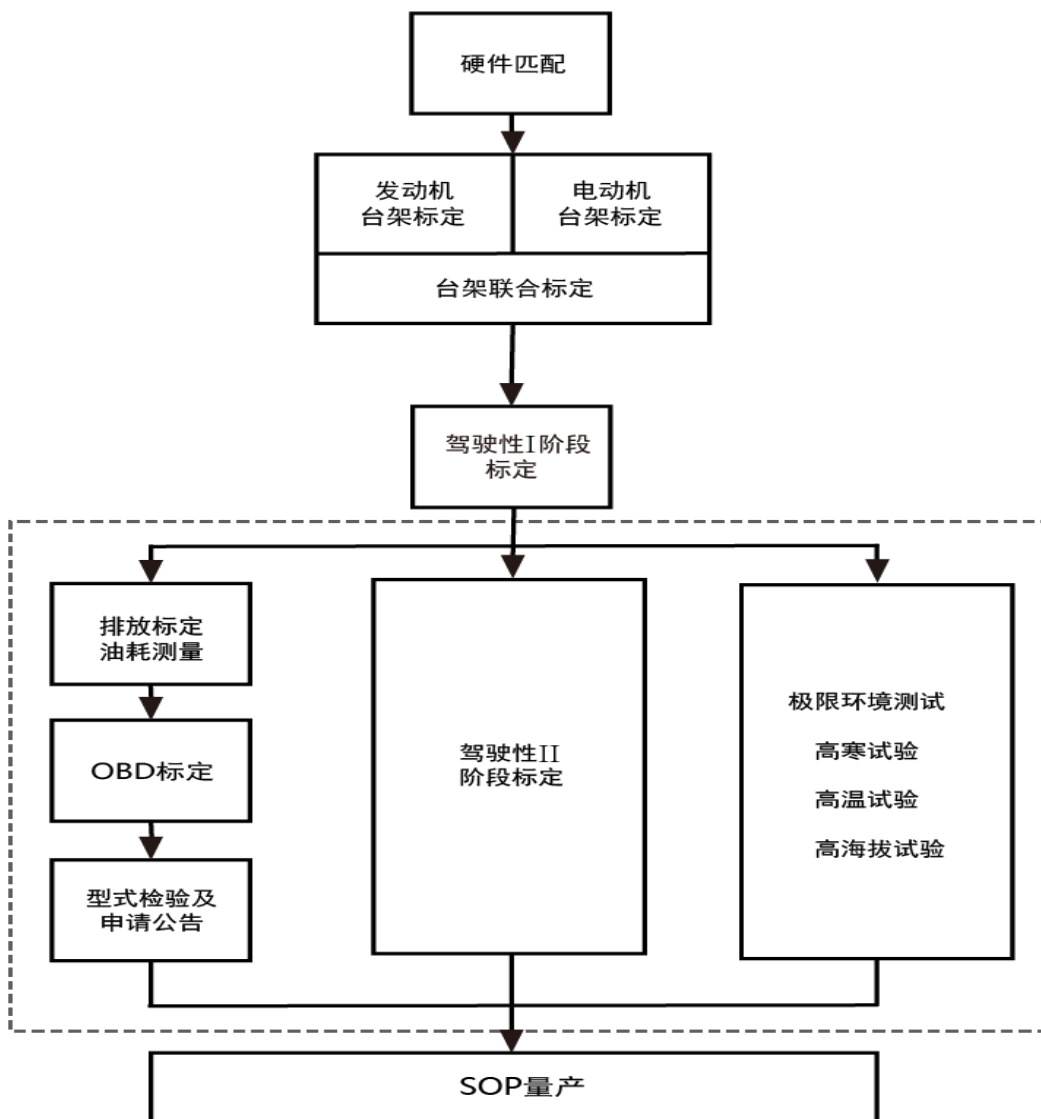 硬件匹配
发动机
台架标定
电动机
台架标定
台架联合标定
驾驶性I阶段
标定
排放标定
油耗测量
OBD标定
型式检验及
申请公告
驾驶性II
阶段标定
极限环境测试
高寒试验
高温试验
高海拔试验
SOP量产